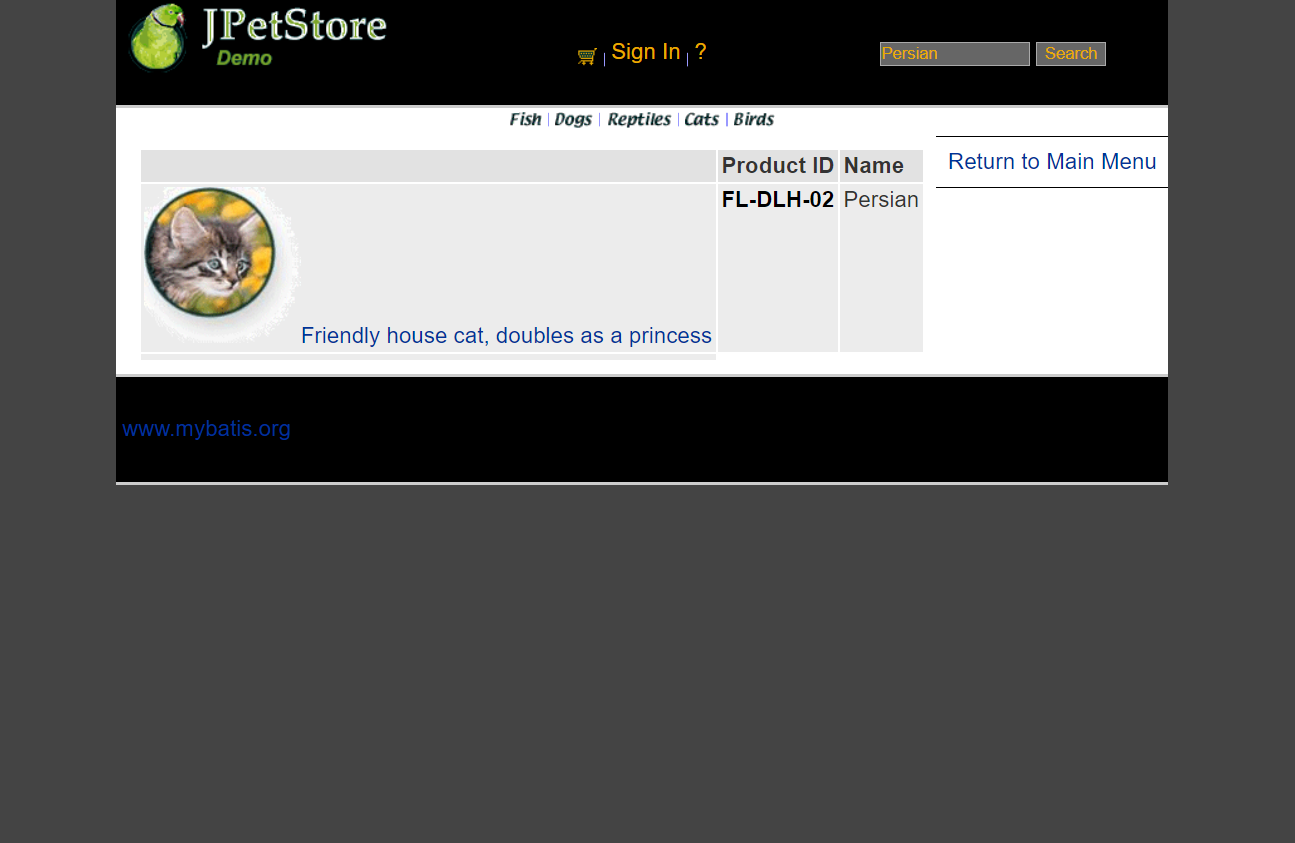 JPetStore
Demo
Sign In | ?
Persian
Search
Fish | Dogs | Reptiles | Cats | Birds
Product ID
Name
Return to Main Menu
FL-DLH-02
Persian
Friendly house cat, doubles as a princess
www.mybatis.org